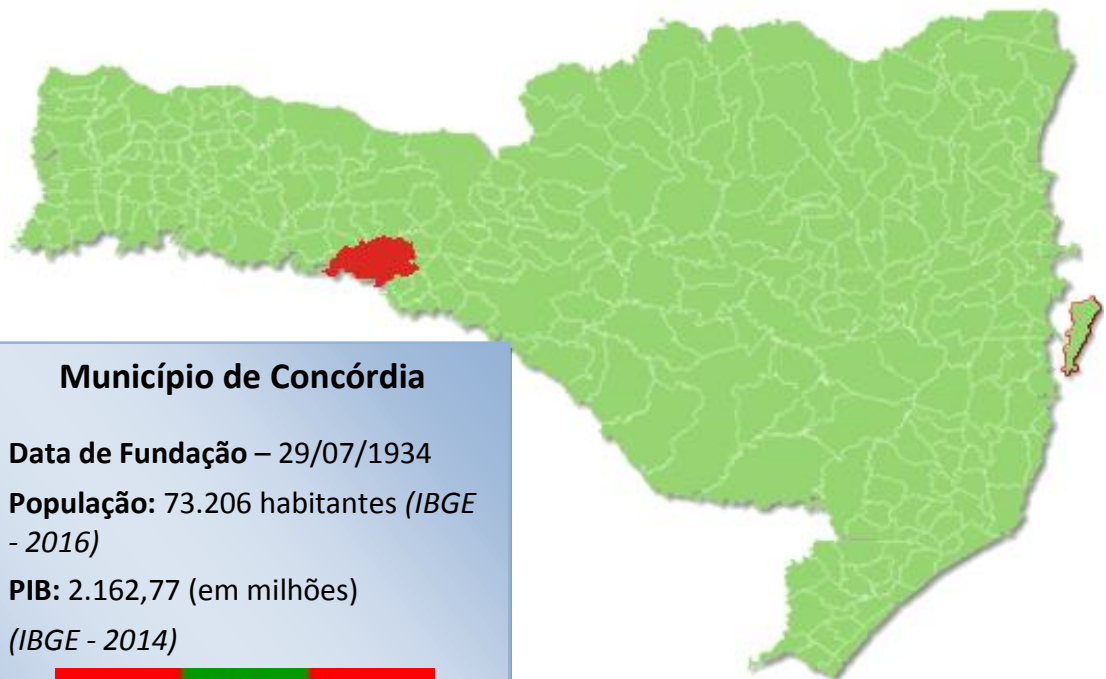 Município de Concórdia
Data de Fundação – 29/07/1934
População: 73.206 habitantes (IBGE
- 2016)
PIB: 2.162,77 (em milhões)
(IBGE - 2014)